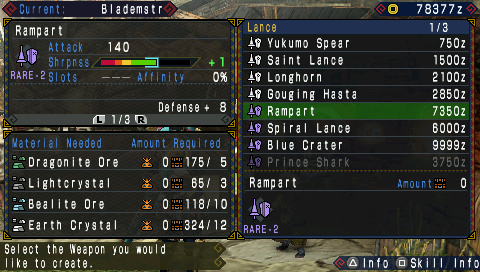 Current: Blademstr
78377z
Rampart
Attack 140
Shrpnss + 1
RARE-2 Slots --- Affinity 0%
Defense+ 8
L 1/3 R
Material Needed Amount Required
Dragonite Ore 0 175/ 5
Lightcrystal 0 65/ 3
Bealite Ore 0 118/10
Earth Crystal 0 324/12
Select the Weapon you would
like to create.
Lance 1/3
Yukumo Spear 750z
Saint Lance 1500z
Longhorn 2100z
Gouging Hasta 2850z
Rampart 7350z
Spiral Lance 6000z
Blue Crater 9999z
Prince Shark 3750z
Rampart Amount 0
RARE-2
Info Skill Info